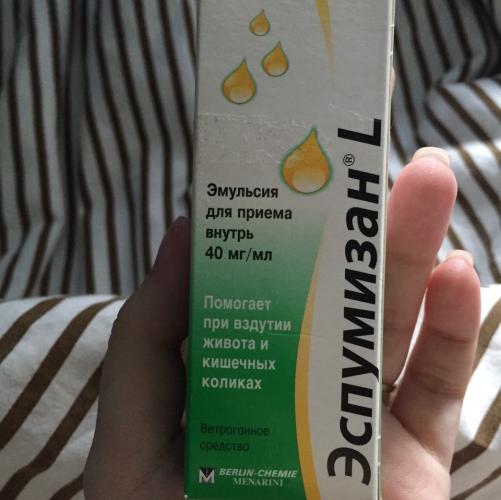 Эмульсия
для приема
внутрь
40 мг/мл
Помогает
при вздутии
живота и
кишечных
коликах
Ветрогонное
средство
M BERLIN-CHEMIE
MENARINI
Эспумизан® L